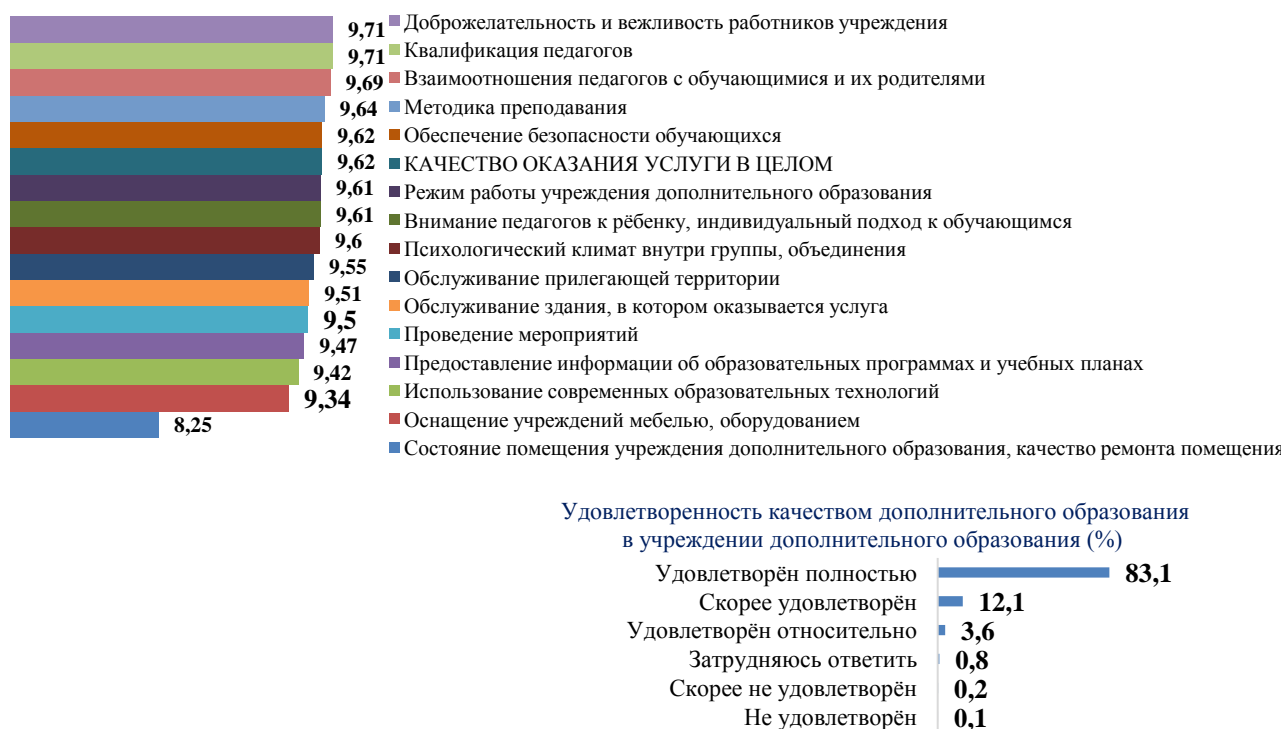 9,71
Доброжелательность и вежливость работников учреждения
9,71
Квалификация педагогов
9,69
Взаимоотношения педагогов с обучающимися и их родителями
9,64
Методика преподавания
9,62
Обеспечение безопасности обучающихся
9,62
КАЧЕСТВО ОКАЗАНИЯ УСЛУГИ В ЦЕЛОМ
9,61
Режим работы учреждения дополнительного образования
9,61
Внимание педагогов к рёбенку, индивидуальный подход к обучающимся
9,6
Психологический климат внутри группы, объединения
9,55
Обслуживание прилегающей территории
9,51
Обслуживание здания, в котором оказывается услуга
9,5
Проведение мероприятий
9,47
Предоставление информации об образовательных программах и учебных планах
9,42
Использование современных образовательных технологий
9,34
Оснащение учреждений мебелью, оборудованием
8,25
Состояние помещения учреждения дополнительного образования, качество ремонта помещения
Удовлетворенность качеством дополнительного образования
в учреждении дополнительного образования (%)
Удовлетворён полностью 83,1
Скорее удовлетворён 12,1
Удовлетворён относительно 3,6
Затрудняюсь ответить 0,8
Скорее не удовлетворён 0,2
Не удовлетворён 0,1